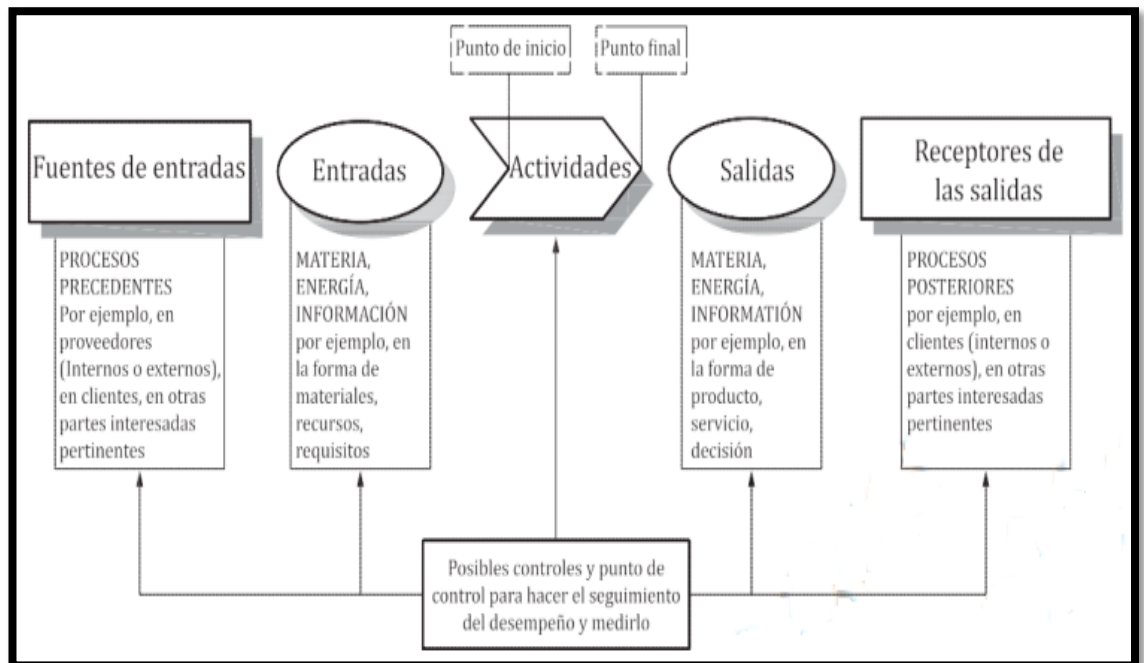 Punto de inicio
Punto final
Fuentes de entradas
Entradas
Actividades
Salidas
Receptores de
las salidas
PROCESOS
PRECEDENTES
Por ejemplo, en
proveedores
(Internos o externos),
en clientes, en otras
partes interesadas
pertinentes
MATERIA,
ENERGÍA,
INFORMACIÓN
por ejemplo, en
la forma de
materiales,
recursos,
requisitos
MATERIA,
ENERGÍA,
INFORMATIÓN
por ejemplo, en
la forma de
producto,
servicio,
decisión
PROCESOS
POSTERIORES
por ejemplo, en
clientes (internos o
externos), en otras
partes interesadas
pertinentes
Posibles controles y punto de
control para hacer el seguimiento
del desempeño y medirlo